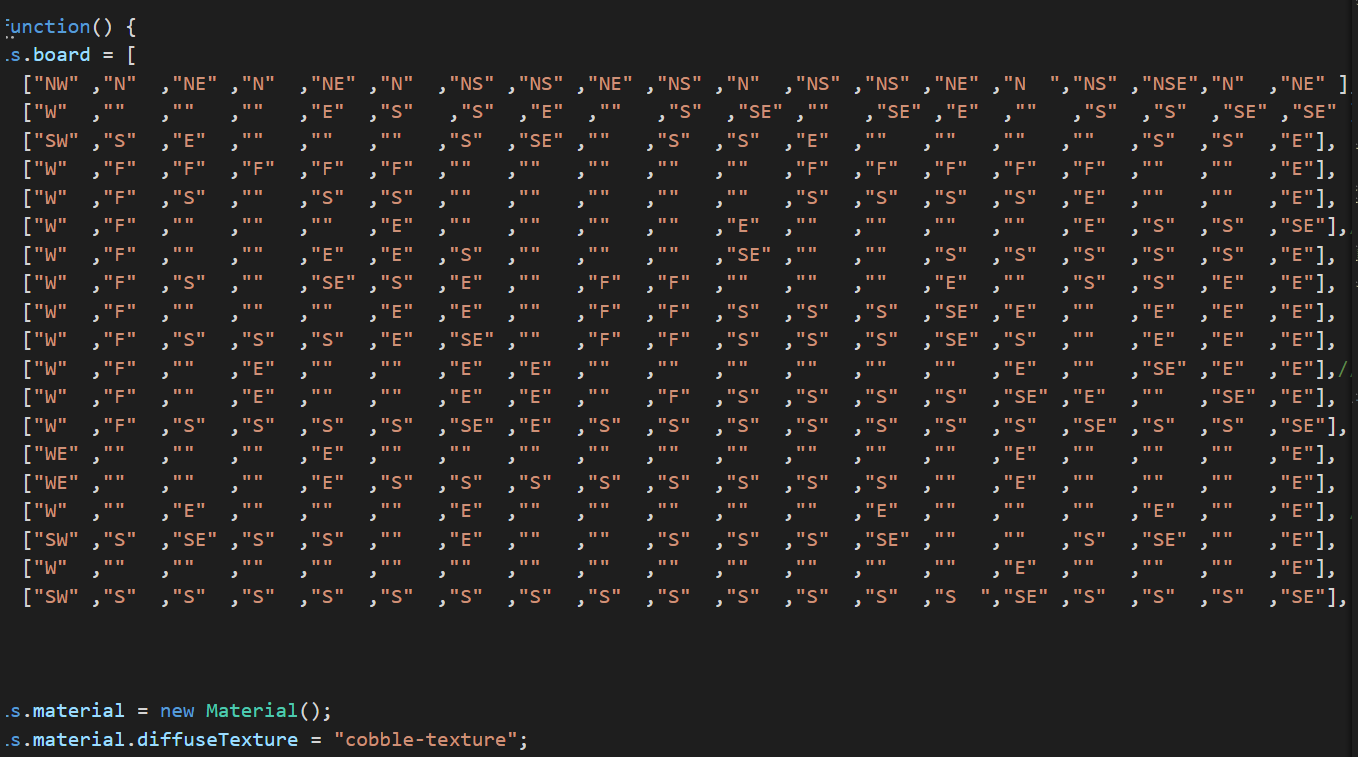 unction() {
s.board = [
["NW" ,"N"  ,"NE" ,"N"  ,"NE" ,"N"  ,"NS" ,"NS" ,"NE" ,"NS" ,"N"  ,"NS" ,"NS" ,"NE" ,"N  ","NS" ,"NSE","N"  ,"NE" ]
["W"  ,""   ,""   ,""   ,"E"  ,"S"   ,"S"  ,"E"  ,""   ,"S"  ,"SE" ,""   ,"SE" ,"E"  ,""   ,"S"  ,"S"  ,"SE" ,"SE"
["SW" ,"S"  ,"E"  ,""   ,""   ,""   ,"S"  ,"SE" ,""   ,"S"  ,"S"  ,"E"  ,""   ,""   ,""   ,""   ,"S"  ,"S"  ,"E"],
["W"  ,"F"  ,"F"  ,"F"  ,"F"  ,"F"  ,""   ,""   ,""   ,""   ,""   ,"F"  ,"F"  ,"F"  ,"F"  ,"F"  ,""   ,""   ,"E"],
["W"  ,"F"  ,"S"  ,""   ,"S"  ,"S"  ,""   ,""   ,""   ,""   ,""   ,"S"  ,"S"  ,"S"  ,"S"  ,"E"  ,""   ,""   ,"E"],
["W"  ,"F"  ,""   ,""   ,""   ,"E"  ,""   ,""   ,""   ,""   ,"E"  ,""   ,""   ,""   ,""   ,"E"  ,"S"  ,"S"  ,"SE"],
["W"  ,"F"  ,""   ,""   ,"E"  ,"E"  ,"S"  ,""   ,""   ,""   ,"SE" ,""   ,""   ,"S"  ,"S"  ,"S"  ,"S"  ,"S"  ,"E"],
["W"  ,"F"  ,"S"  ,""   ,"SE" ,"S"  ,"E"  ,""   ,"F"  ,"F"  ,""   ,""   ,""   ,"E"  ,""   ,"S"  ,"S"  ,"E"  ,"E"],
["W"  ,"F"  ,""   ,""   ,""   ,"E"  ,"E"  ,""   ,"F"  ,"F"  ,"S"  ,"S"  ,"S"  ,"SE" ,"E"  ,""   ,"E"  ,"E"  ,"E"],
["W"  ,"F"  ,"S"  ,"S"  ,"S"  ,"E"  ,"SE" ,""   ,"F"  ,"F"  ,"S"  ,"S"  ,"S"  ,"SE" ,"S"  ,""   ,"E"  ,"E"  ,"E"],
["W"  ,"F"  ,""   ,"E"  ,""   ,""   ,"E"  ,"E"  ,""   ,""   ,""   ,""   ,""   ,""   ,"E"  ,""   ,"SE" ,"E"  ,"E"],/
["W"  ,"F"  ,""   ,"E"  ,""   ,""   ,"E"  ,"E"  ,""   ,"F"  ,"S"  ,"S"  ,"S"  ,"S"  ,"SE" ,"E"  ,""   ,"SE" ,"E"],
["W"  ,"F"  ,"S"  ,"S"  ,"S"  ,"S"  ,"SE" ,"E"  ,"S"  ,"S"  ,"S"  ,"S"  ,"S"  ,"S"  ,"S"  ,"SE" ,"S"  ,"S"  ,"SE"],
["WE" ,""   ,""   ,""   ,"E"  ,""   ,""   ,""   ,""   ,""   ,""   ,""   ,""   ,""   ,"E"  ,""   ,""   ,""   ,"E"],
["WE" ,""   ,""   ,""   ,"E"  ,"S"  ,"S"  ,"S"  ,"S"  ,"S"  ,"S"  ,"S"  ,"S"  ,""   ,"E"  ,""   ,""   ,""   ,"E"],
["W"  ,""   ,"E"  ,""   ,""   ,""   ,"E"  ,""   ,""   ,""   ,""   ,""   ,"E"  ,""   ,""   ,""   ,"E"  ,""   ,"E"],
["SW" ,"S"  ,"SE" ,"S"  ,"S"  ,""   ,"E"  ,""   ,""   ,"S"  ,"S"  ,"S"  ,"SE" ,""   ,""   ,"S"  ,"SE" ,""   ,"E"],
["W"  ,""   ,""   ,""   ,""   ,""   ,""   ,""   ,""   ,""   ,""   ,""   ,""   ,""   ,"E"  ,""   ,""   ,""   ,"E"],
["SW" ,"S"  ,"S"  ,"S"  ,"S"  ,"S"  ,"S"  ,"S"  ,"S"  ,"S"  ,"S"  ,"S"  ,"S"  ,"S  ","SE" ,"S"  ,"S"  ,"S"  ,"SE"],
s.material = new Material();
s.material.diffuseTexture = "cobble-texture";